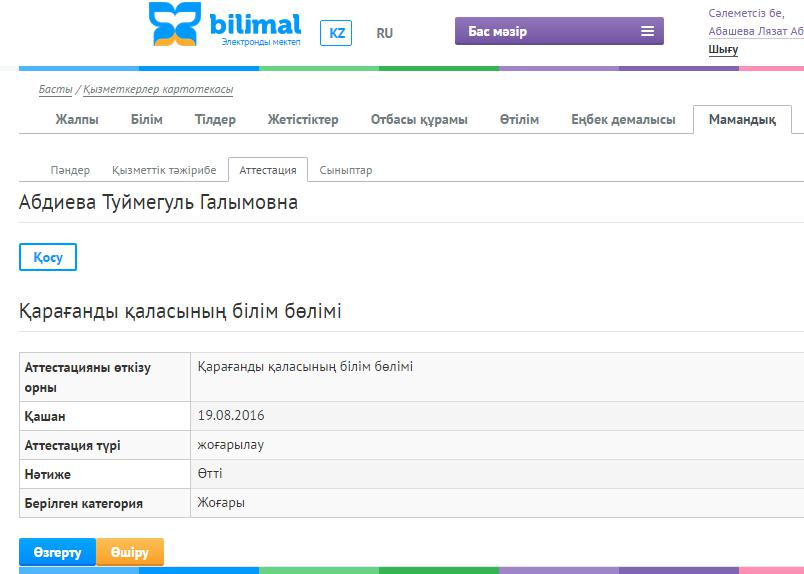 bilimal
Электронды мектеп
KZ RU
Бас мәзір
Сәлеметсіз бе,
Абашева Лязат Аб
Шығу
Басты / Қызметкерлер картотекасы
Жалпы Білім Тілдер Жетістіктер Отбасы құрамы Өтілім Еңбек демалысы Мамандық
Пәндер Қызметтік тәжірибе Аттестация Сыныптар
Абдиева Туймегуль Галымовна
Қосу
Қарағанды қаласының білім бөлімі
Аттестацияны өткізу Қарағанды қаласының білім бөлімі
орны
Қашан 19.08.2016
Аттестация түрі жоғарылау
Нәтиже Өтті
Берілген категория Жоғары
Өзгерту Өшіру